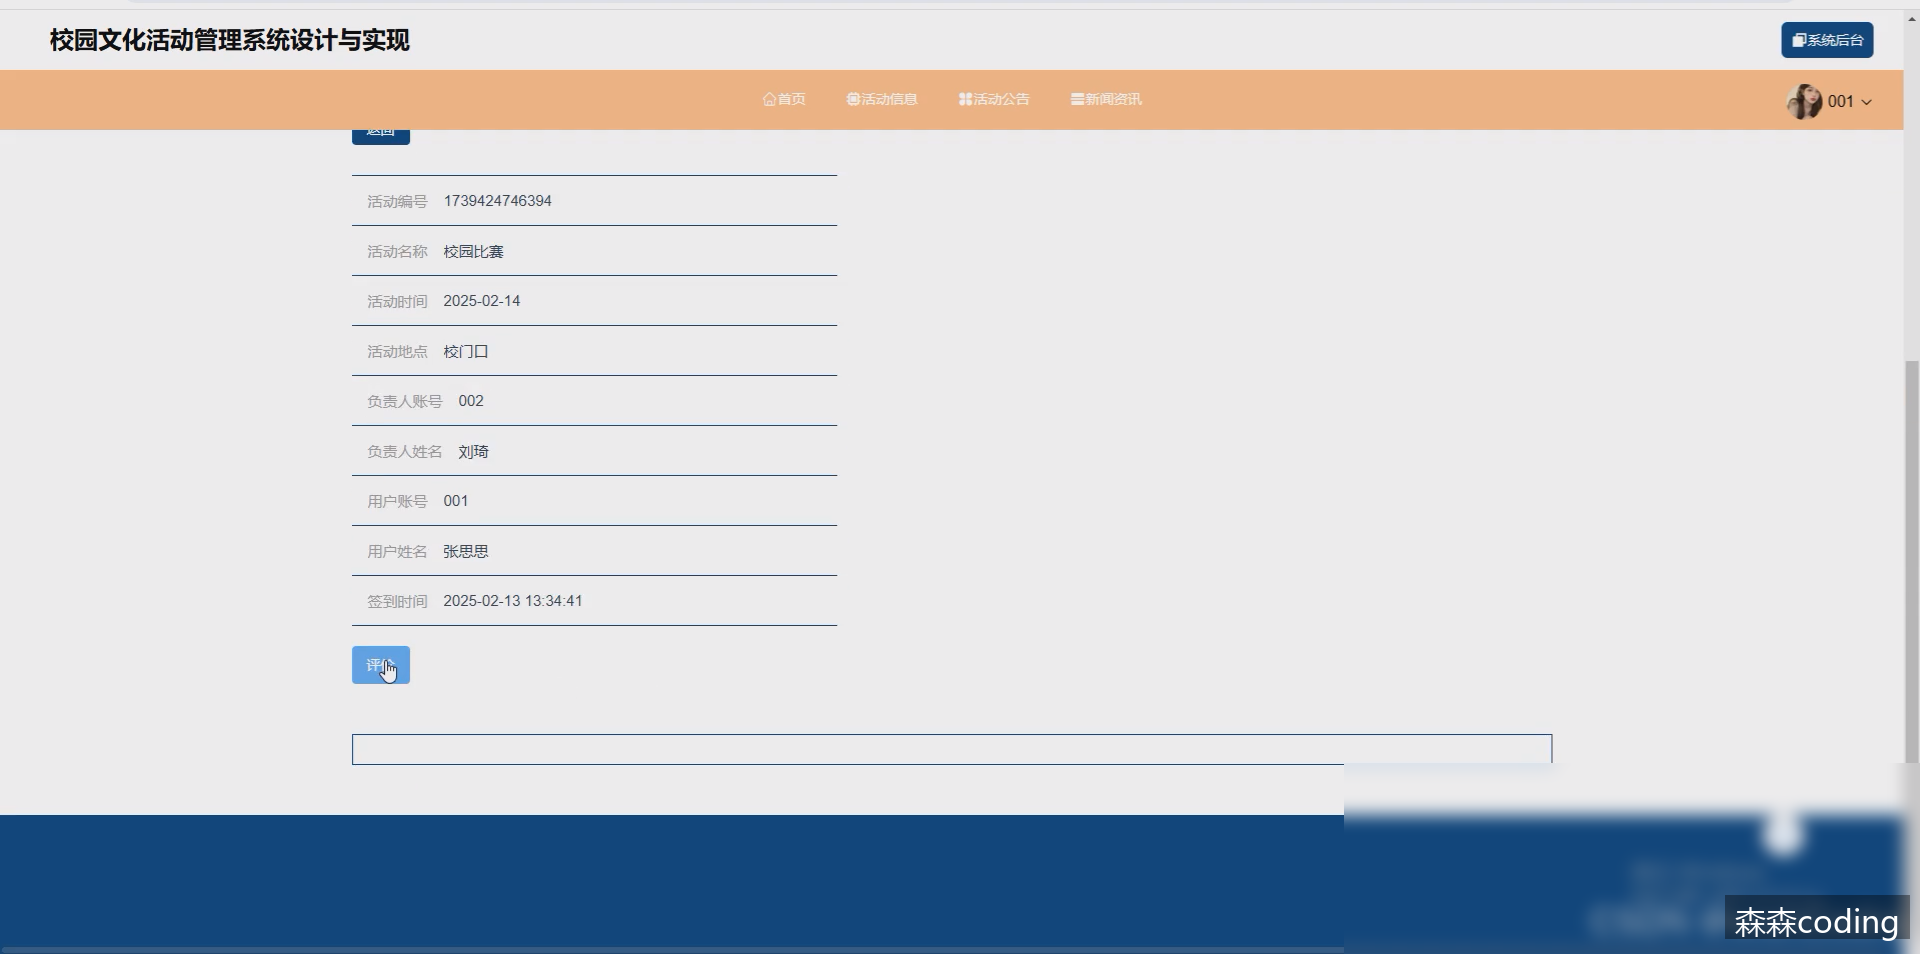 校园文化活动管理系统设计与实现
系统后台
首页 活动信息 活动公告 新闻资讯
001
返回
活动编号 1739424746394
活动名称 校园比赛
活动时间 2025-02-14
活动地点 校门口
负责人账号 002
负责人姓名 刘琦
用户账号 001
用户姓名 张思思
签到时间 2025-02-13 13:34:41
评
森森coding